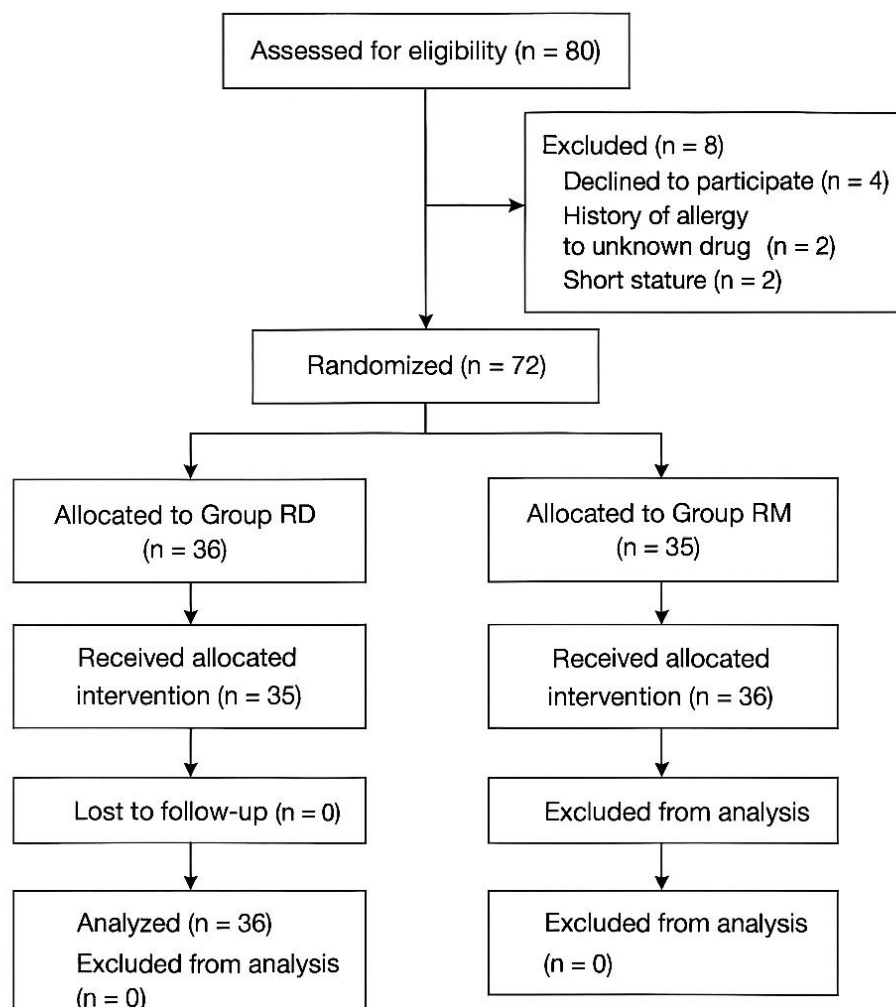 Assessed for eligibility (n = 80)
Excluded (n = 8)
Declined to participate (n = 4)
History of allergy
to unknown drug (n = 2)
Short stature (n = 2)
Randomized (n = 72)
Allocated to Group RD
(n = 36)
Allocated to Group RM
(n = 35)
Received allocated
intervention (n = 35)
Received allocated
intervention (n = 36)
Lost to follow-up (n = 0)
Excluded from analysis
Analyzed (n = 36)
Excluded from analysis
(n = 0)
Excluded from analysis
(n = 0)